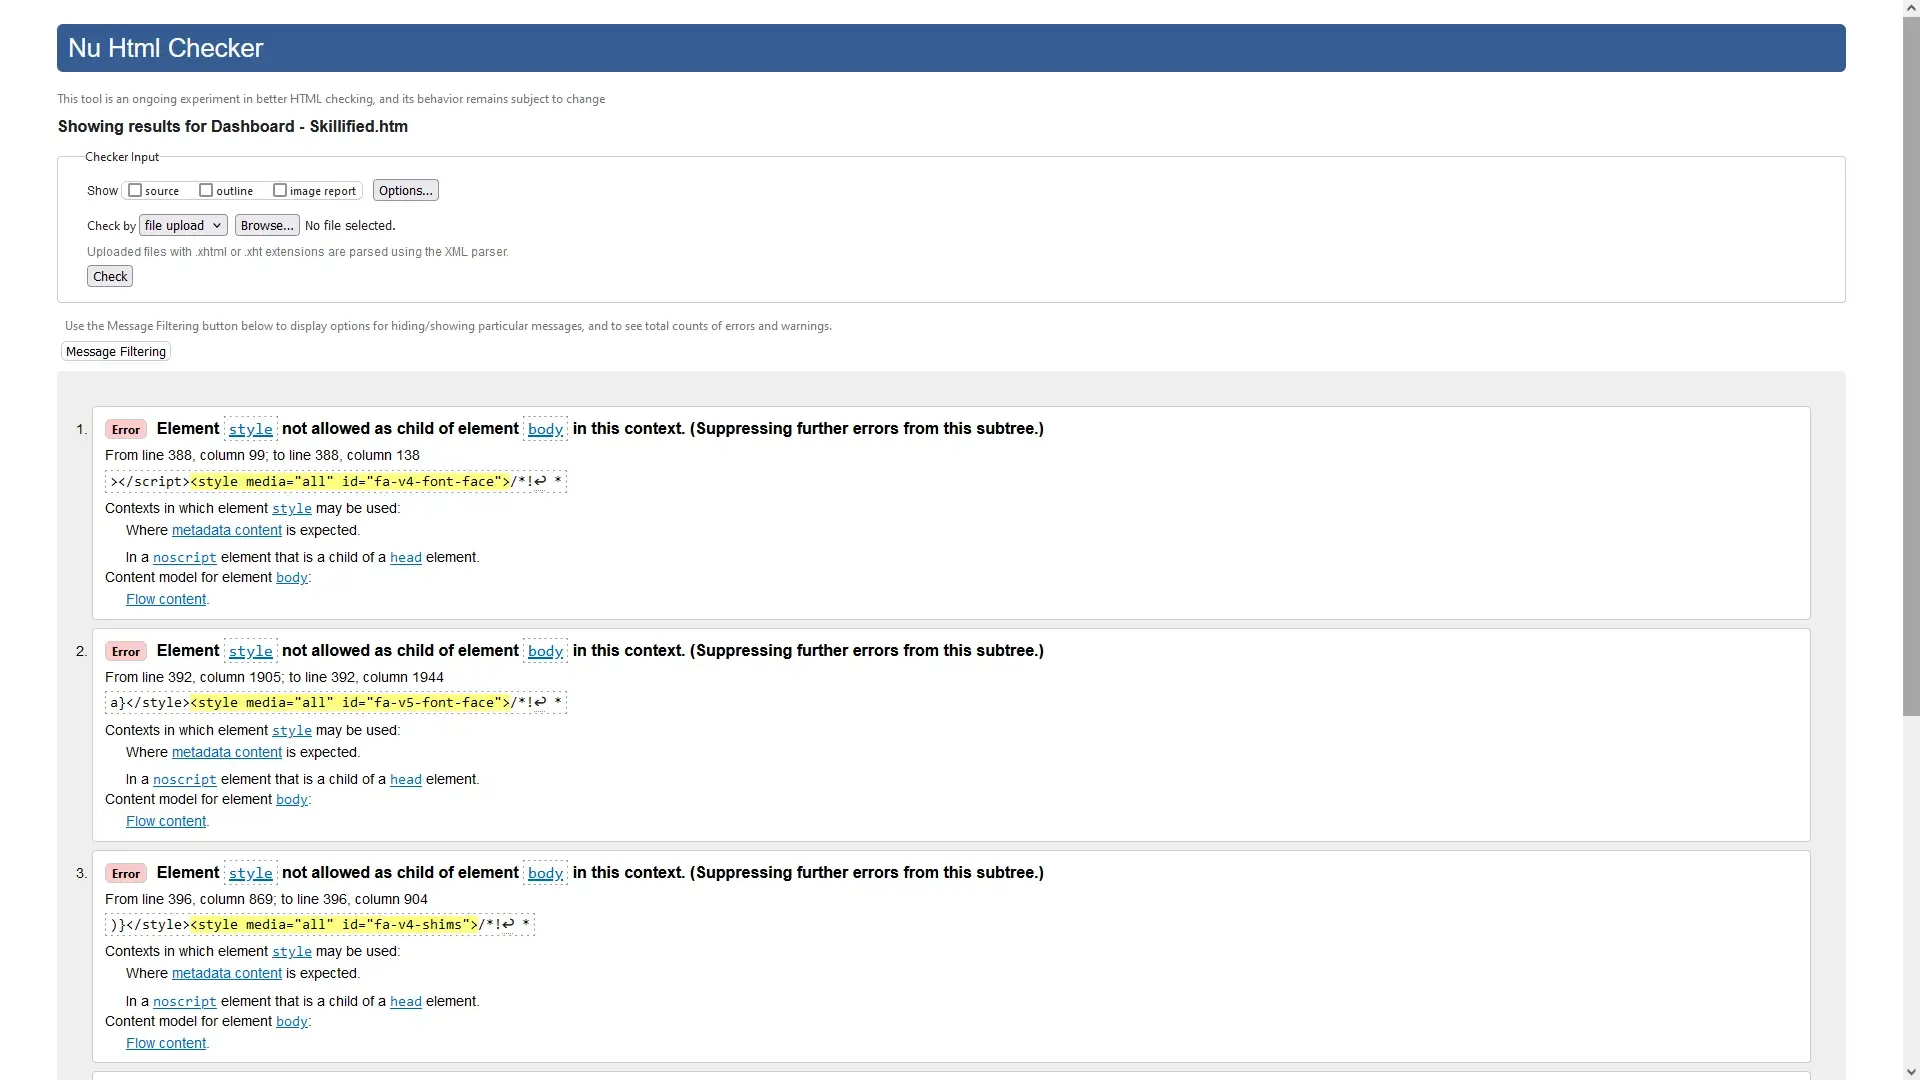 Nu Html Checker
This tool is an ongoing experiment in better HTML checking, and its behavior remains subject to change
Showing results for Dashboard - Skillified.htm
Checker Input
Show source outline image report Options...
Check by file upload Browse... No file selected.
Uploaded files with .xhtml or .xht extensions are parsed using the XML parser.
Check
Use the Message Filtering button below to display options for hiding/showing particular messages, and to see total counts of errors and warnings.
Message Filtering
1. Error Element style not allowed as child of element body in this context. (Suppressing further errors from this subtree.)
From line 388, column 99; to line 388, column 138
></script><style media="all" id="fa-v4-font-face">/*!↩ *
Contexts in which element style may be used:
Where metadata content is expected.
In a noscript element that is a child of a head element.
Content model for element body:
Flow content.
2. Error Element style not allowed as child of element body in this context. (Suppressing further errors from this subtree.)
From line 392, column 1905; to line 392, column 1944
a}</style><style media="all" id="fa-v5-font-face">/*!↩ *
Contexts in which element style may be used:
Where metadata content is expected.
In a noscript element that is a child of a head element.
Content model for element body:
Flow content.
3. Error Element style not allowed as child of element body in this context. (Suppressing further errors from this subtree.)
From line 396, column 869; to line 396, column 904
)}</style><style media="all" id="fa-v4-shims">/*!↩ *
Contexts in which element style may be used:
Where metadata content is expected.
In a noscript element that is a child of a head element.
Content model for element body:
Flow content.